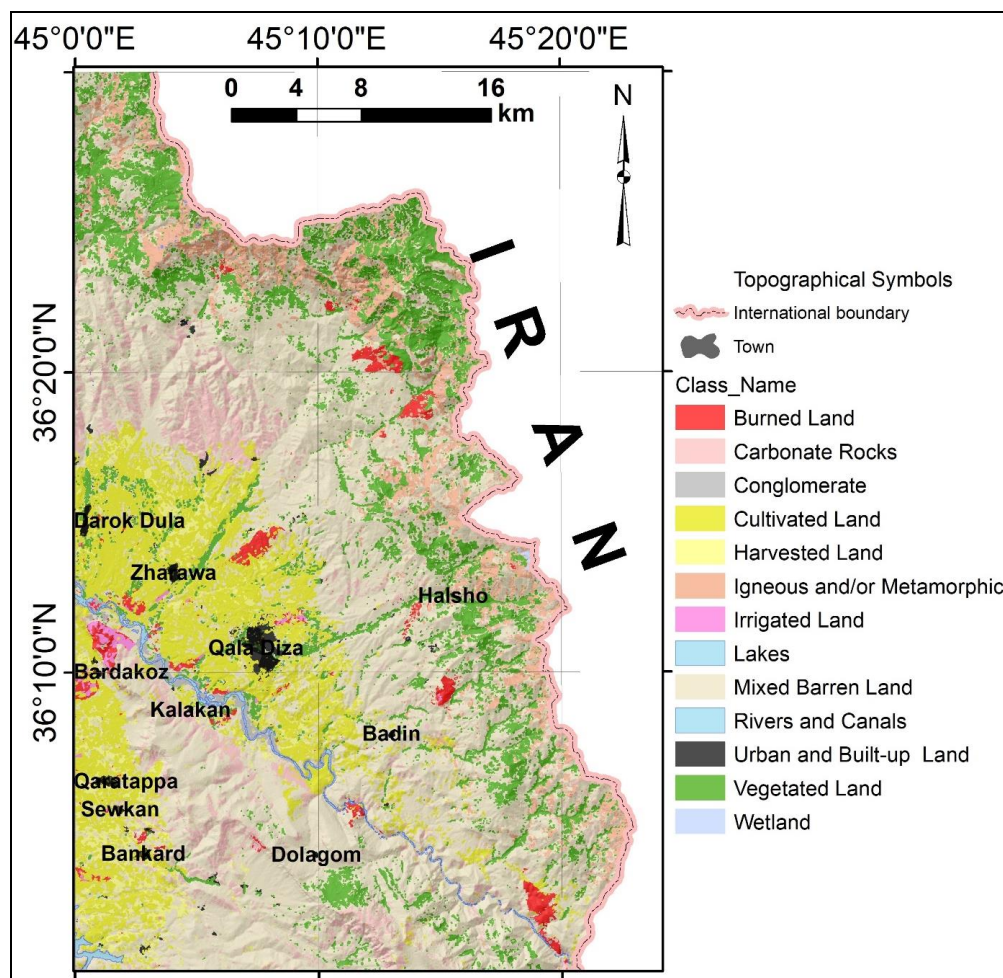 45°0'0"E 45°10'0"E 45°20'0"E
0 4 8 16
km
N
I R A N
36°20'0"N
36°10'0"N
Darok Dula
Zharawa
Halsho
Qala Diza
Bardakoz
Kalakan
Badin
Qaratappa
Sewkan
Bankard
Dolagom
Topographical Symbols
International boundary
Town
Class_Name
Burned Land
Carbonate Rocks
Conglomerate
Cultivated Land
Harvested Land
Igneous and/or Metamorphic
Irrigated Land
Lakes
Mixed Barren Land
Rivers and Canals
Urban and Built-up Land
Vegetated Land
Wetland